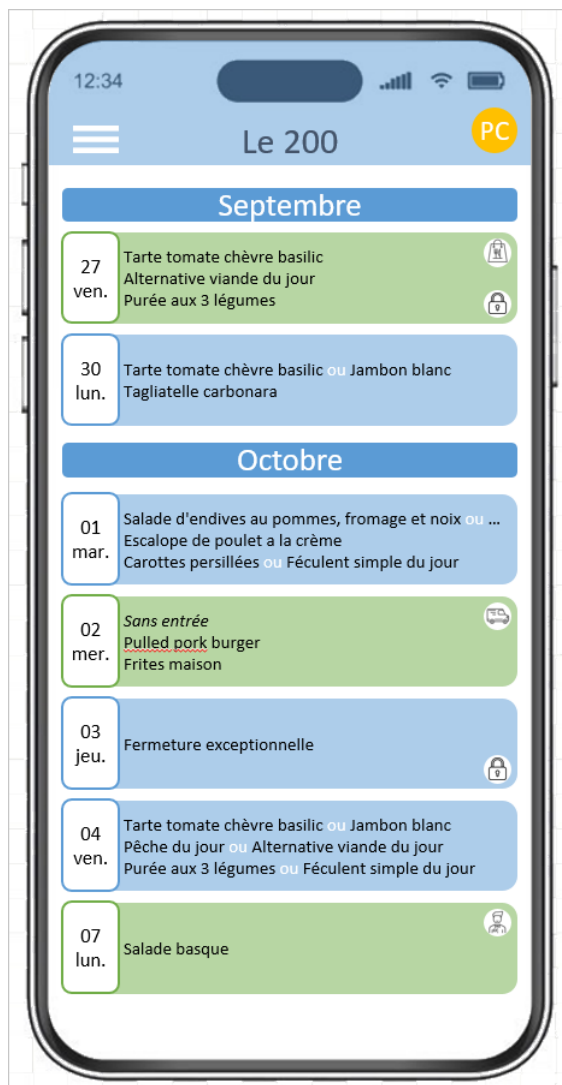 12:34
Le 200
PC
Septembre
27
ven.
Tarte tomate chèvre basilic
Alternative viande du jour
Purée aux 3 légumes
30
lun.
Tarte tomate chèvre basilic ou Jambon blanc
Tagliatelle carbonara
Octobre
01
mar.
Salade d'endives au pommes, fromage et noix ou ...
Escalope de poulet a la crème
Carottes persillées ou Féculent simple du jour
02
mer.
Sans entrée
Pulled pork burger
Frites maison
03
jeu.
Fermeture exceptionnelle
04
ven.
Tarte tomate chèvre basilic ou Jambon blanc
Pêche du jour ou Alternative viande du jour
Purée aux 3 légumes ou Féculent simple du jour
07
lun.
Salade basque